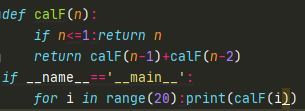 def calF(n):
    if n<=1:return n
    return calF(n-1)+calF(n-2)
if __name__=='__main__':
    for i in range(20):print(calF(i))